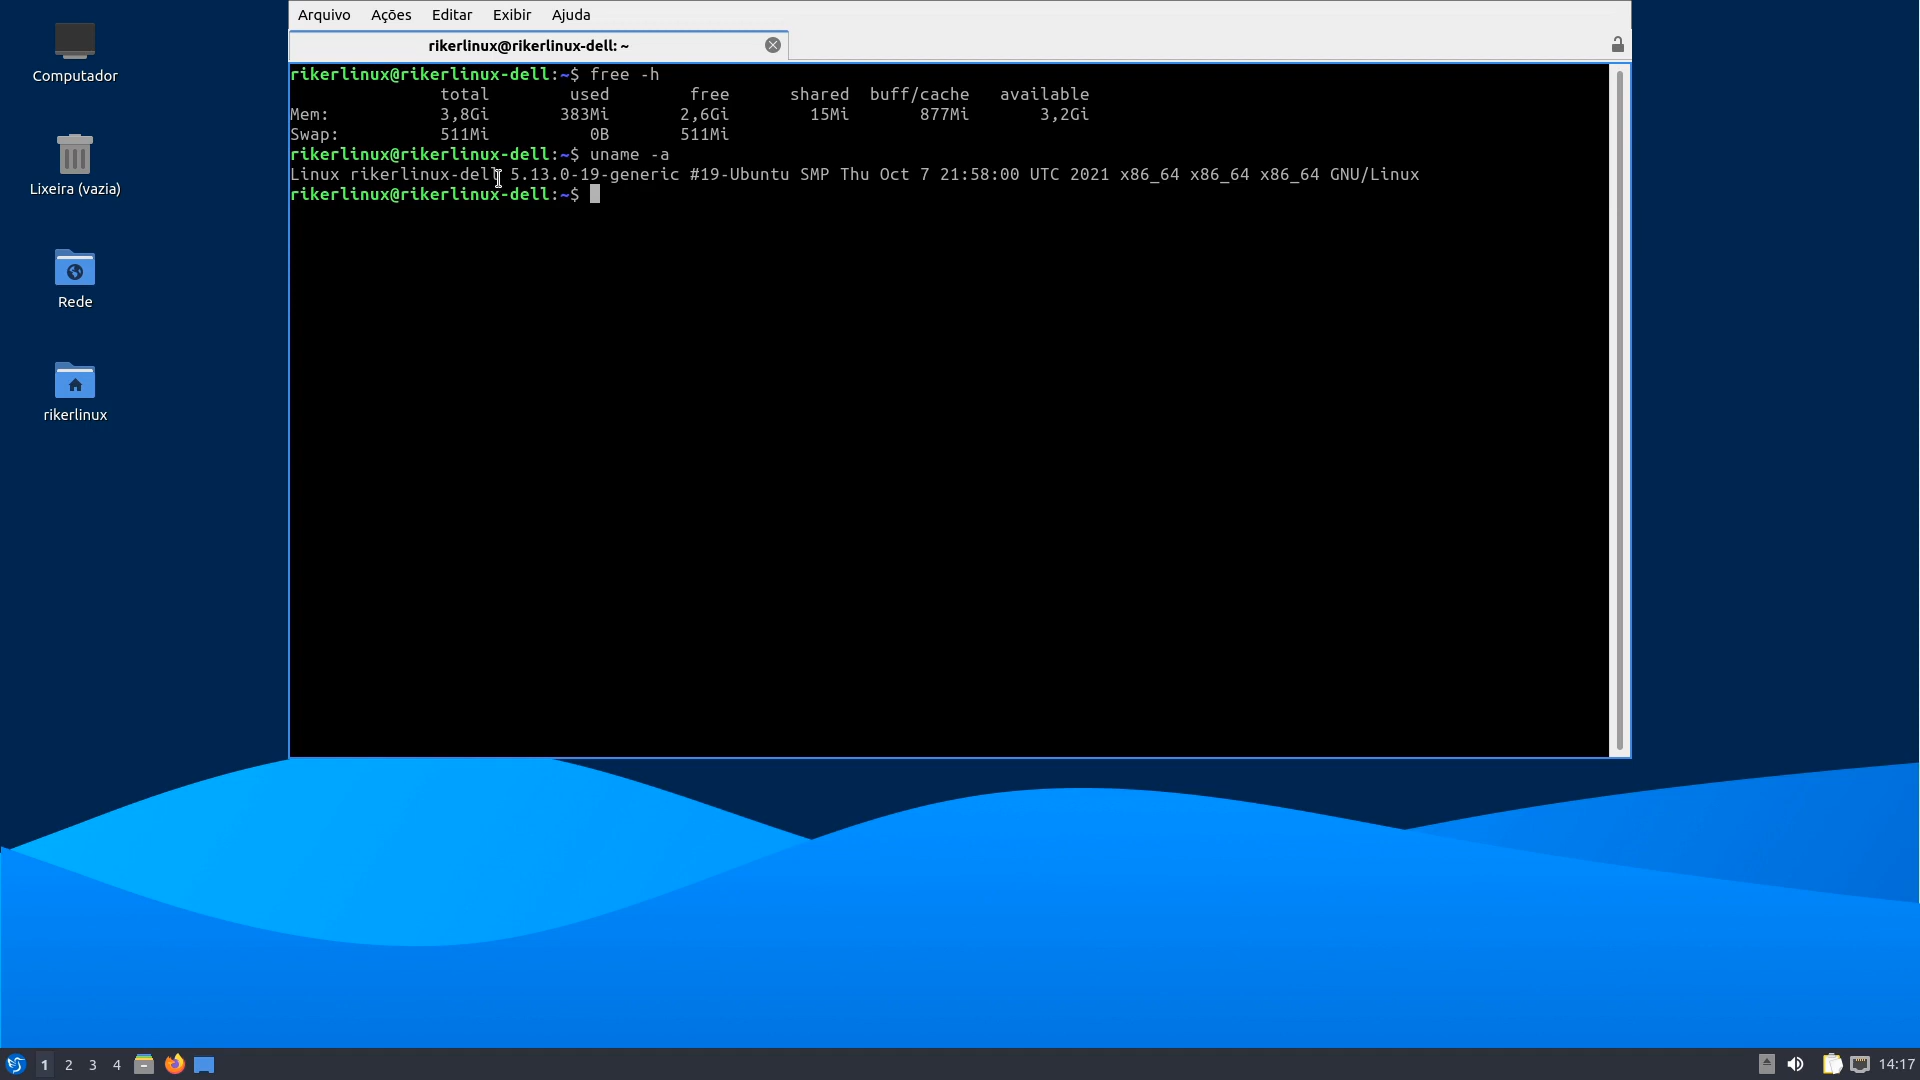 Arquivo Ações Editar Exibir Ajuda
rikerlinux@rikerlinux-dell: ~
rikerlinux@rikerlinux-dell:~$ free -h
total used free shared buff/cache available
Mem: 3,8Gi 383Mi 2,6Gi 15Mi 877Mi 3,2Gi
Swap: 511Mi 0B 511Mi
rikerlinux@rikerlinux-dell:~$ uname -a
Linux rikerlinux-dell 5.13.0-19-generic #19-Ubuntu SMP Thu Oct 7 21:58:00 UTC 2021 x86_64 x86_64 x86_64 GNU/Linux
rikerlinux@rikerlinux-dell:~$
Computador
Lixeira (vazia)
Rede
rikerlinux
1 2 3 4
14:17